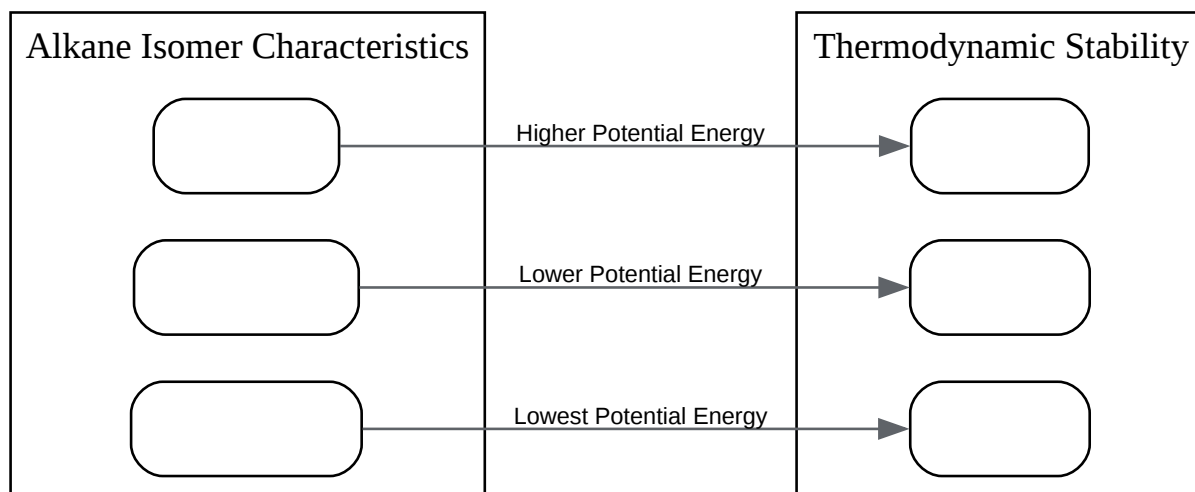 Alkane Isomer Characteristics
Thermodynamic Stability
Higher Potential Energy
Lower Potential Energy
Lowest Potential Energy